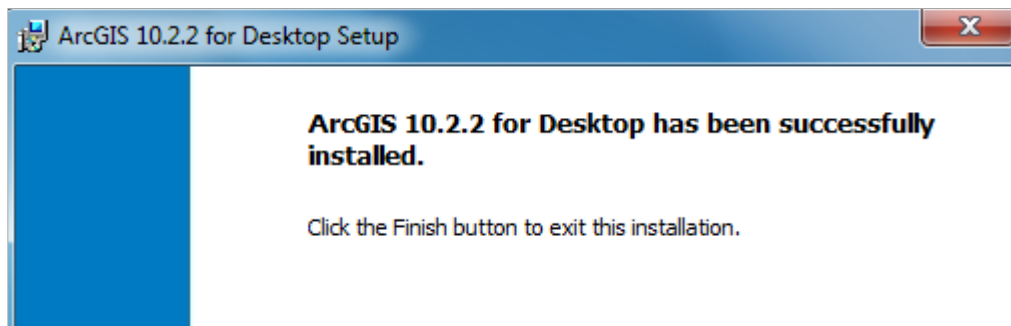 ArcGIS 10.2.2 for Desktop Setup
ArcGIS 10.2.2 for Desktop has been successfully
installed.
Click the Finish button to exit this installation.